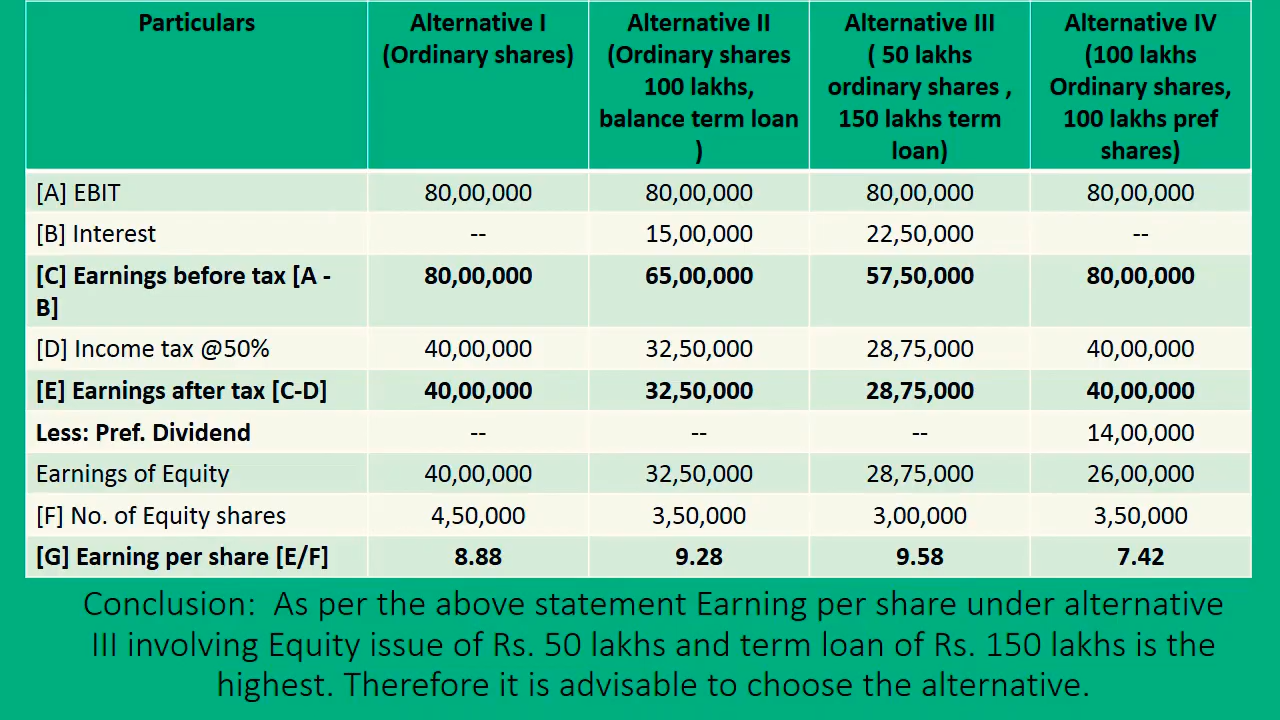 Particulars Alternative I Alternative II Alternative III Alternative IV
(Ordinary shares) (Ordinary shares ( 50 lakhs (100 lakhs
100 lakhs, ordinary shares , Ordinary shares,
balance term loan 150 lakhs term 100 lakhs pref
) loan) shares)
[A] EBIT 80,00,000 80,00,000 80,00,000 80,00,000
[B] Interest -- 15,00,000 22,50,000 --
[C] Earnings before tax [A - 80,00,000 65,00,000 57,50,000 80,00,000
B]
[D] Income tax @50% 40,00,000 32,50,000 28,75,000 40,00,000
[E] Earnings after tax [C-D] 40,00,000 32,50,000 28,75,000 40,00,000
Less: Pref. Dividend -- -- -- 14,00,000
Earnings of Equity 40,00,000 32,50,000 28,75,000 26,00,000
[F] No. of Equity shares 4,50,000 3,50,000 3,00,000 3,50,000
[G] Earning per share [E/F] 8.88 9.28 9.58 7.42
Conclusion: As per the above statement Earning per share under alternative
III involving Equity issue of Rs. 50 lakhs and term loan of Rs. 150 lakhs is the
highest. Therefore it is advisable to choose the alternative.